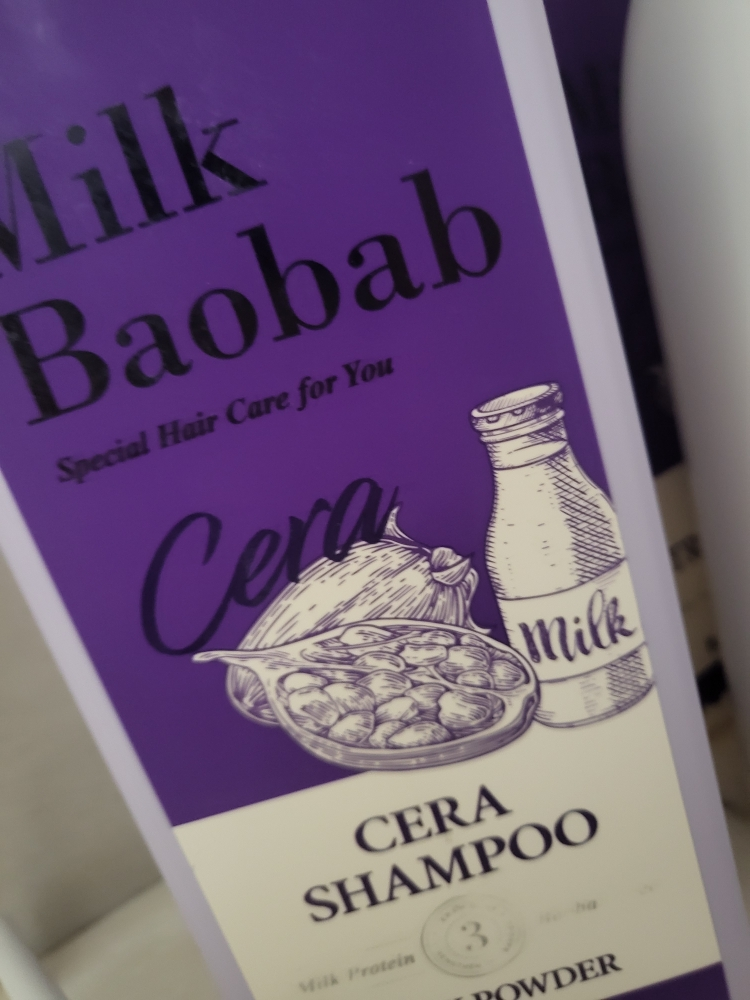 Milk
Baobab
Special Hair Care for You
Cera
Milk
CERA
SHAMPOO
Milk Protein
3
POWDER